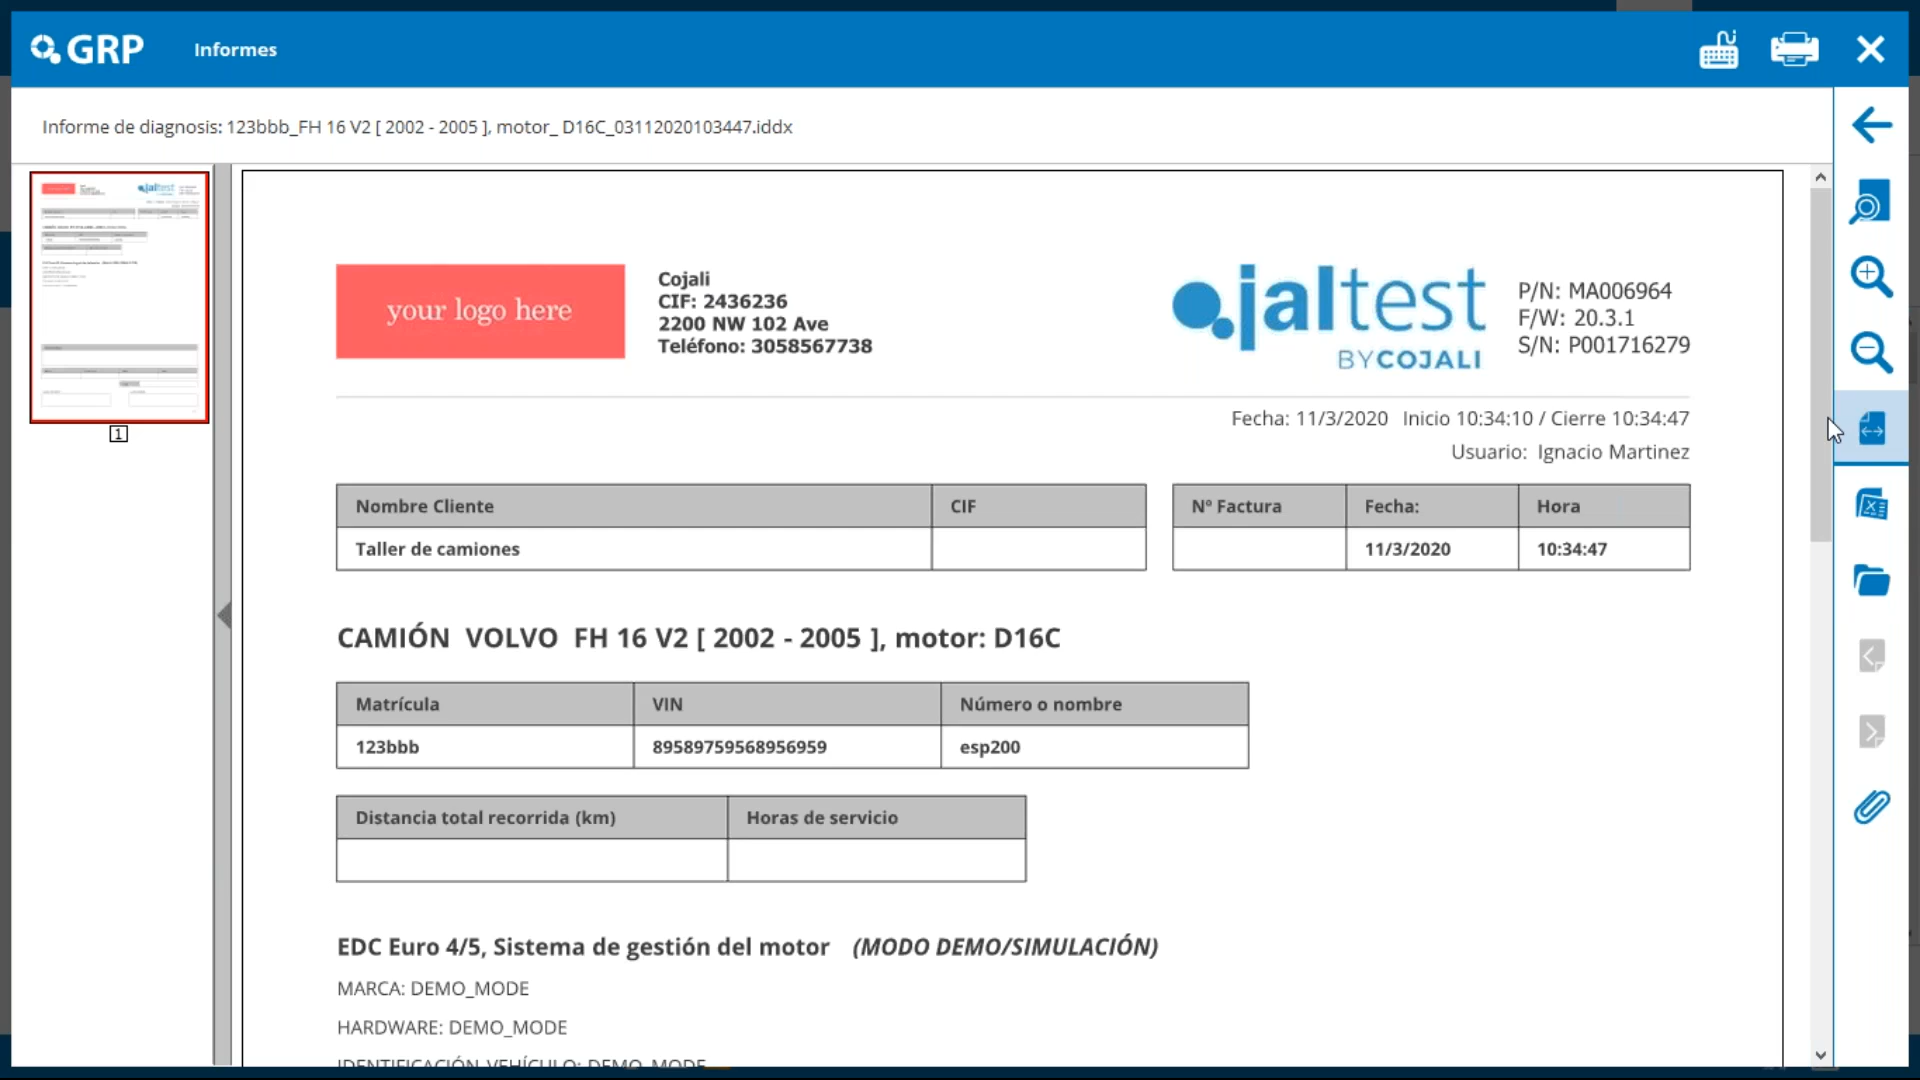 GRP Informes
Informe de diagnosis: 123bbb_FH 16 V2 [ 2002 - 2005 ], motor_ D16C_03112020103447.iddx
1
your logo here
Cojali
CIF: 2436236
2200 NW 102 Ave
Teléfono: 3058567738
jaltest
BY COJALI
P/N: MA006964
F/W: 20.3.1
S/N: P001716279
Fecha: 11/3/2020 Inicio 10:34:10 / Cierre 10:34:47
Usuario: Ignacio Martinez
Nombre Cliente CIF
Taller de camiones
Nº Factura Fecha: Hora
11/3/2020 10:34:47
CAMIÓN VOLVO FH 16 V2 [ 2002 - 2005 ], motor: D16C
Matrícula VIN Número o nombre
123bbb 89589759568956959 esp200
Distancia total recorrida (km) Horas de servicio
EDC Euro 4/5, Sistema de gestión del motor (MODO DEMO/SIMULACIÓN)
MARCA: DEMO_MODE
HARDWARE: DEMO_MODE
IDENTIFICACIÓN VEHÍCULO: DEMO_MODE